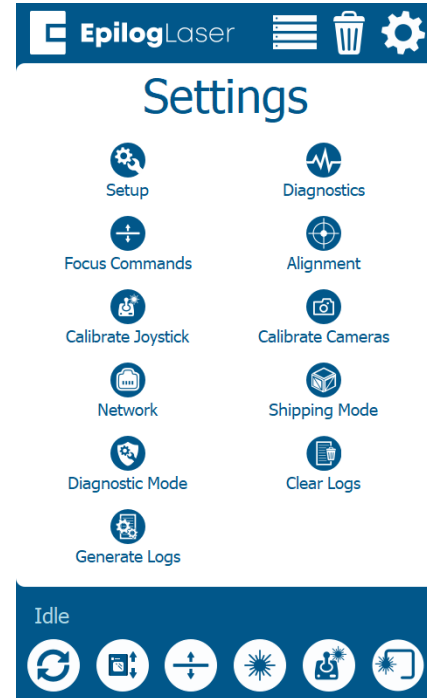 EpilogLaser
Settings
Setup
Diagnostics
Focus Commands
Alignment
Calibrate Joystick
Calibrate Cameras
Network
Shipping Mode
Diagnostic Mode
Clear Logs
Generate Logs
Idle